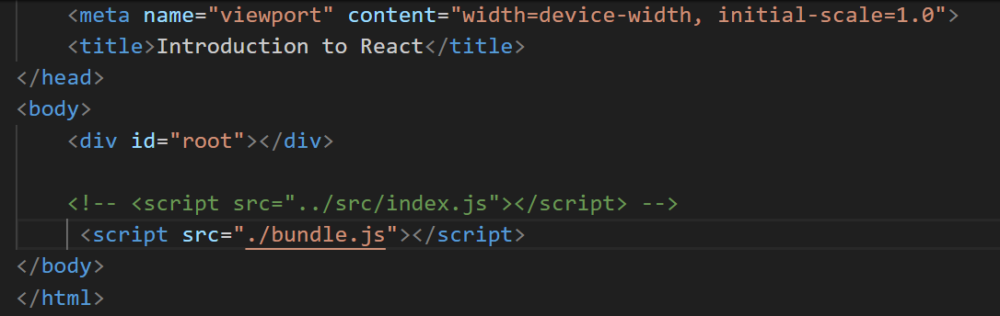 <meta name="viewport" content="width=device-width, initial-scale=1.0">
<title>Introduction to React</title>
</head>
<body>
<div id="root"></div>
<!-- <script src="../src/index.js"></script> -->
<script src="./bundle.js"></script>
</body>
</html>